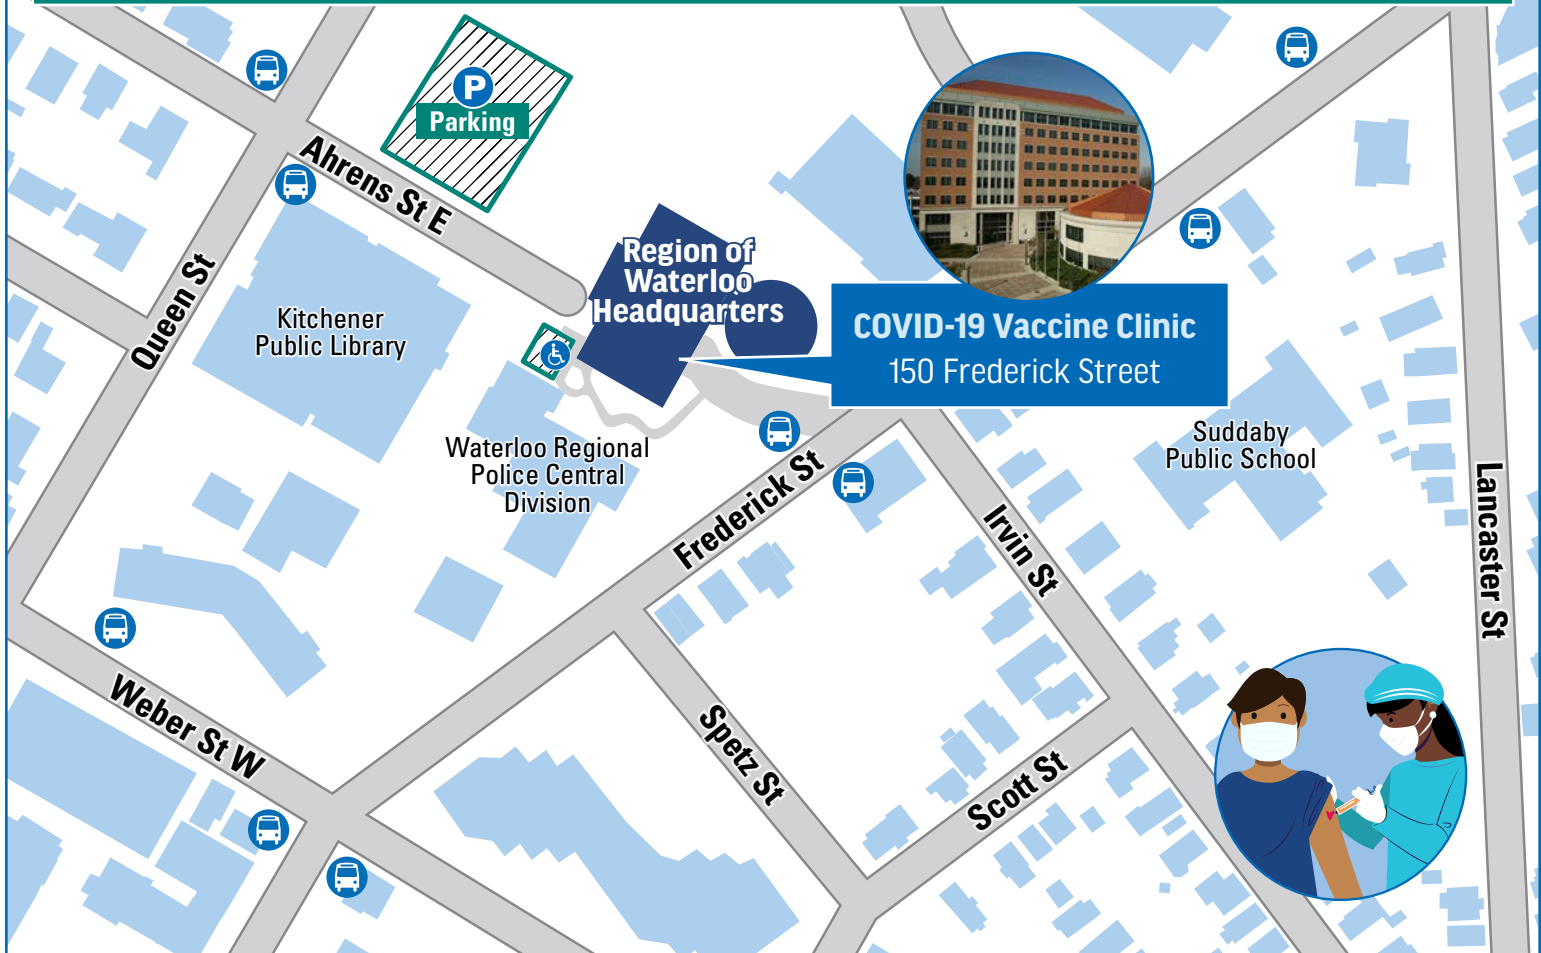 P
Parking
Ahrens St E
Region of
Waterloo
Headquarters
Queen St
Kitchener
Public Library
COVID-19 Vaccine Clinic
150 Frederick Street
Waterloo Regional
Police Central
Division
Suddaby
Public School
Frederick St
Irvin St
Lancaster St
Weber St W
Spetz St
Scott St